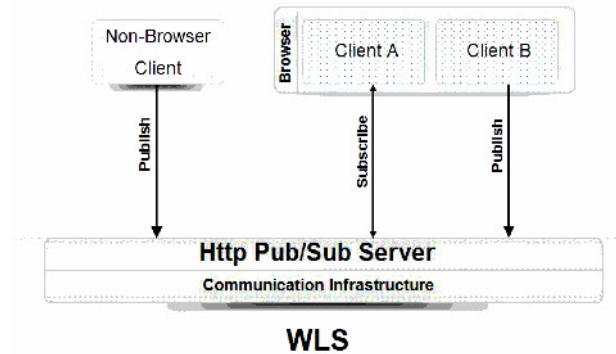 Non-Browser
Client
Browser
Client A
Client B
Publish
Subscribe
Publish
Http Pub/Sub Server
Communication Infrastructure
WLS